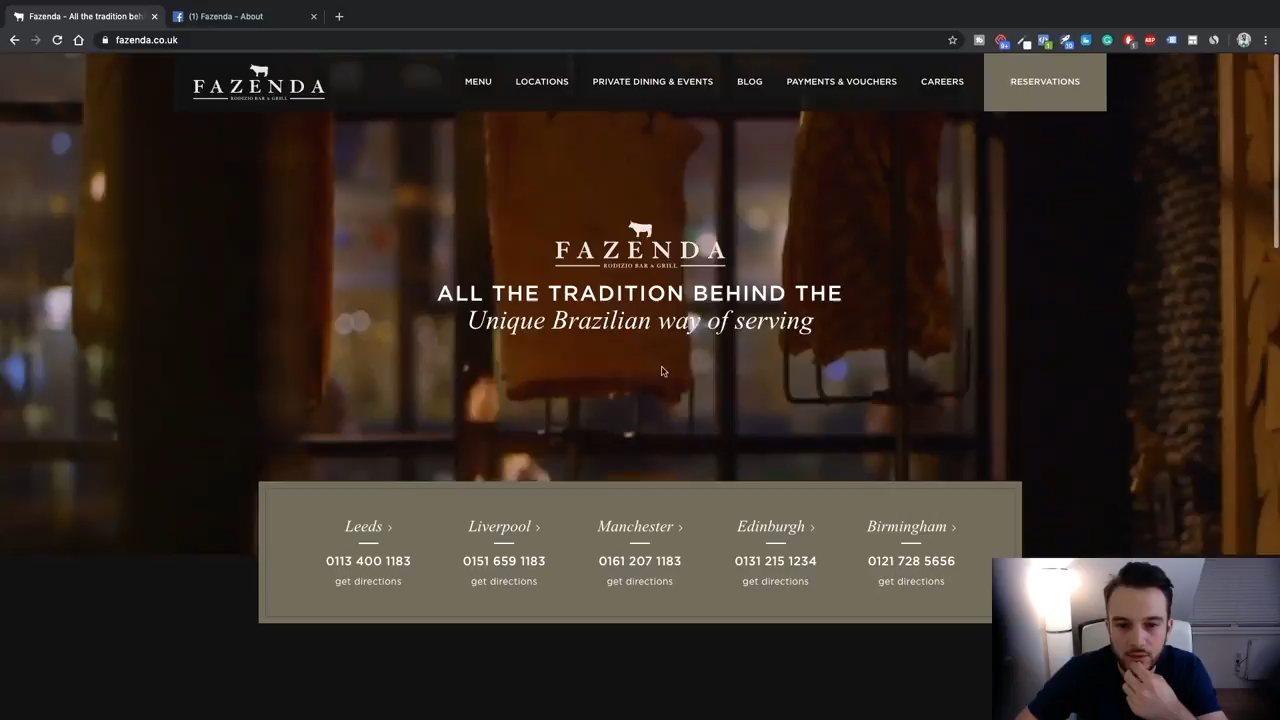 Fazenda - All the tradition beh
(1) Fazenda - About
fazenda.co.uk
FAZENDA
RODIZIO BAR & GRILL
MENU
LOCATIONS
PRIVATE DINING & EVENTS
BLOG
PAYMENTS & VOUCHERS
CAREERS
RESERVATIONS
FAZENDA
RODIZIO BAR & GRILL
ALL THE TRADITION BEHIND THE
Unique Brazilian way of serving
Leeds >
Liverpool >
Manchester >
Edinburgh >
Birmingham >
0113 400 1183
0151 659 1183
0161 207 1183
0131 215 1234
0121 728 5656
get directions
get directions
get directions
get directions
get directions